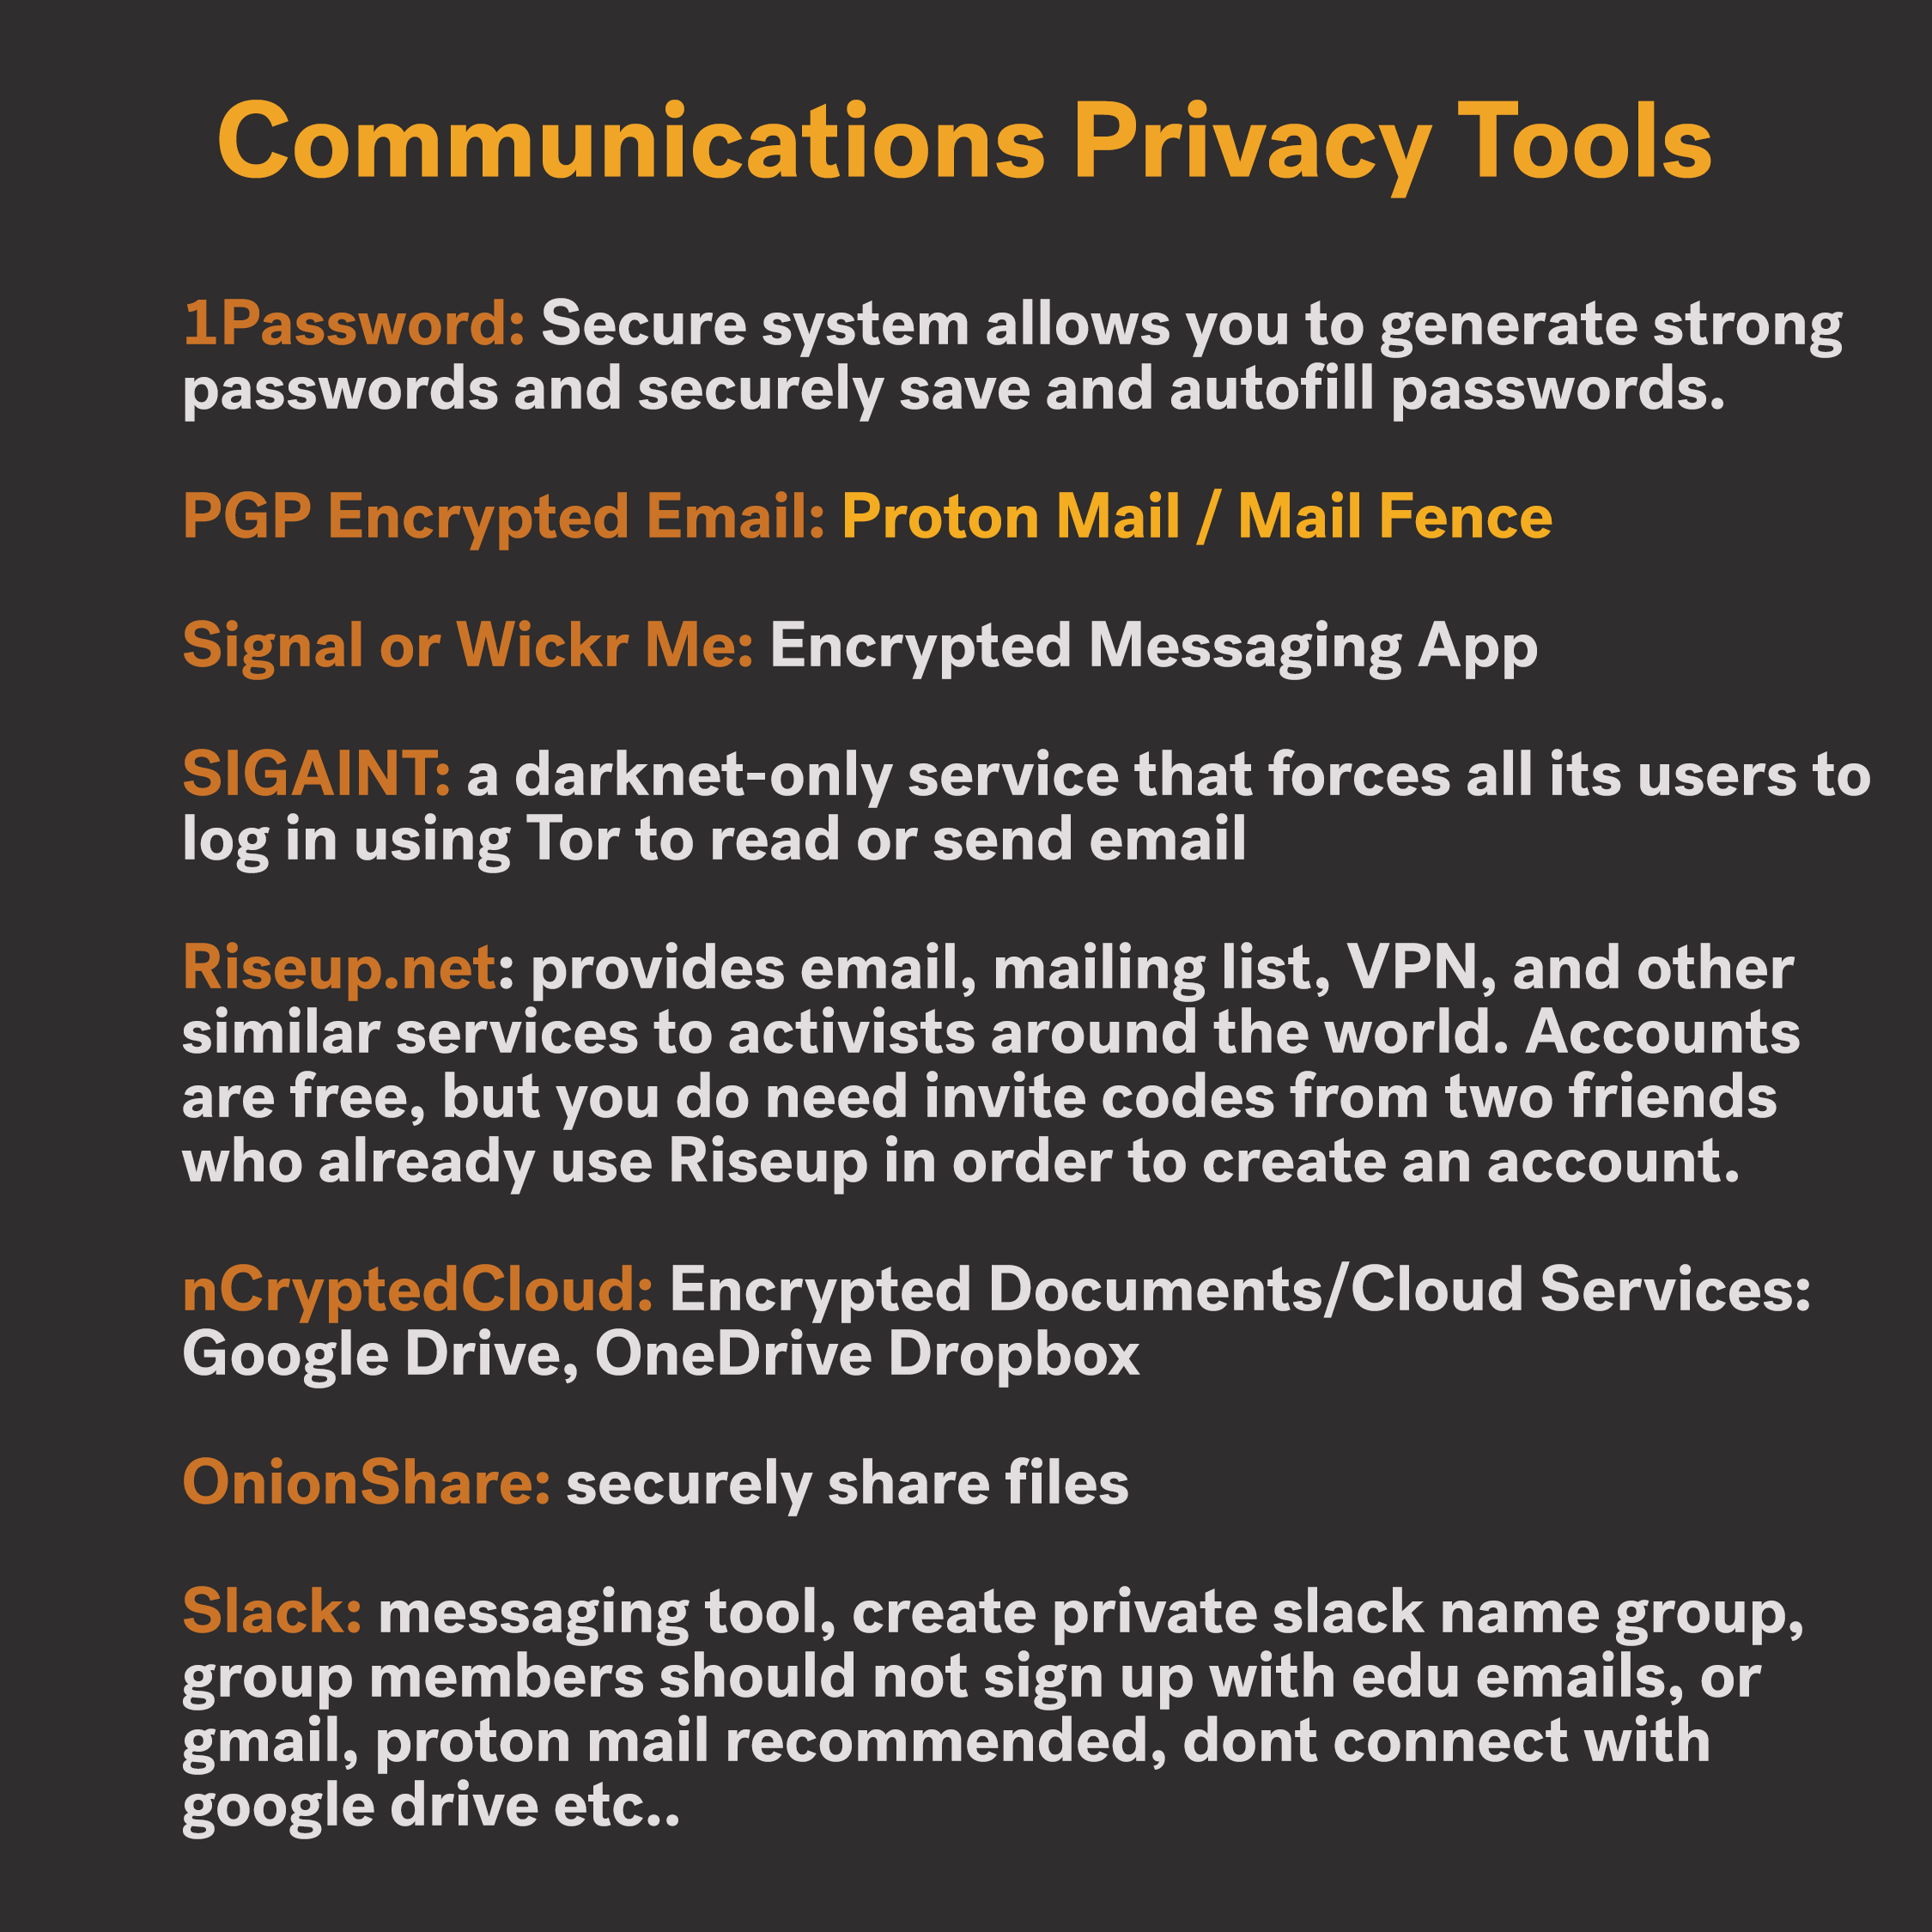 Communications Privacy Tools
1Password: Secure system allows you to generate strong
passwords and securely save and autofill passwords.
PGP Encrypted Email: Proton Mail / Mail Fence
Signal or Wickr Me: Encrypted Messaging App
SIGAINT: a darknet-only service that forces all its users to
log in using Tor to read or send email
Riseup.net: provides email, mailing list, VPN, and other
similar services to activists around the world. Accounts
are free, but you do need invite codes from two friends
who already use Riseup in order to create an account.
nCryptedCloud: Encrypted Documents/Cloud Services:
Google Drive, OneDrive Dropbox
OnionShare: securely share files
Slack: messaging tool, create private slack name group,
group members should not sign up with edu emails, or
gmail, proton mail recommended, dont connect with
google drive etc..